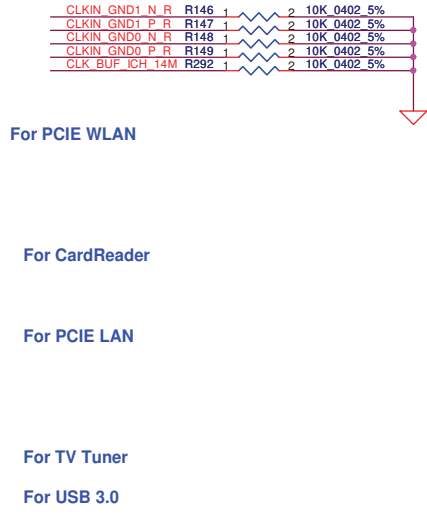 CLKIN_GND1_N_R R146 1 2 10K_0402_5%
CLKIN_GND1_P_R R147 1 2 10K_0402_5%
CLKIN_GND0_N_R R148 1 2 10K_0402_5%
CLKIN_GND0_P_R R149 1 2 10K_0402_5%
CLK_BUF_ICH_14M R292 1 2 10K_0402_5%
For PCIE WLAN
For CardReader
For PCIE LAN
For TV Tuner
For USB 3.0